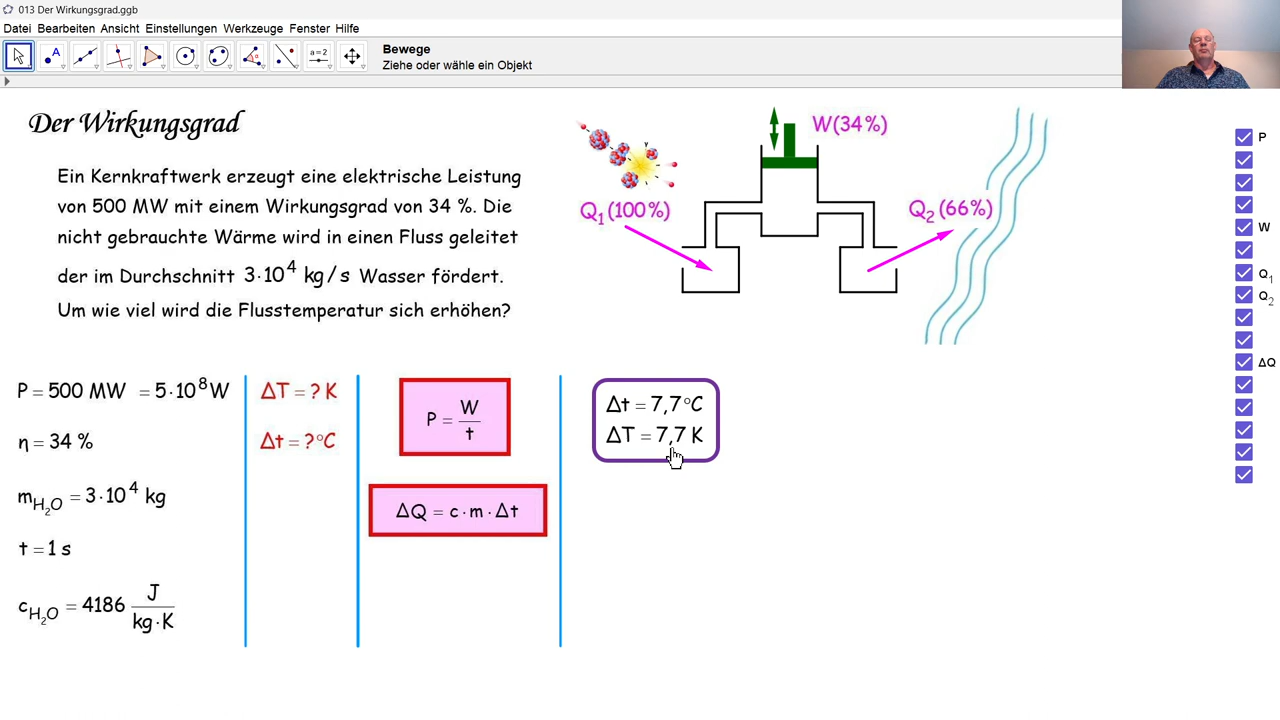 013 Der Wirkungsgrad.ggb
Datei Bearbeiten Ansicht Einstellungen Werkzeuge Fenster Hilfe
A
a=2
Bewege
Ziehe oder wähle ein Objekt
Der Wirkungsgrad
Ein Kernkraftwerk erzeugt eine elektrische Leistung
von 500 MW mit einem Wirkungsgrad von 34 %. Die
nicht gebrauchte Wärme wird in einen Fluss geleitet
der im Durchschnitt 3·10⁴ kg/s Wasser fördert.
Um wie viel wird die Flusstemperatur sich erhöhen?
W(34%)
Q₁(100%)
Q₂(66%)
P
W
Q₁
Q₂
ΔQ
P = 500 MW = 5·10⁸W
η = 34 %
m_H₂O = 3·10⁴ kg
t = 1 s
c_H₂O = 4186 J/(kg·K)
ΔT = ? K
Δt = ?°C
P = W/t
ΔQ = c·m·Δt
Δt = 7,7°C
ΔT = 7,7 K